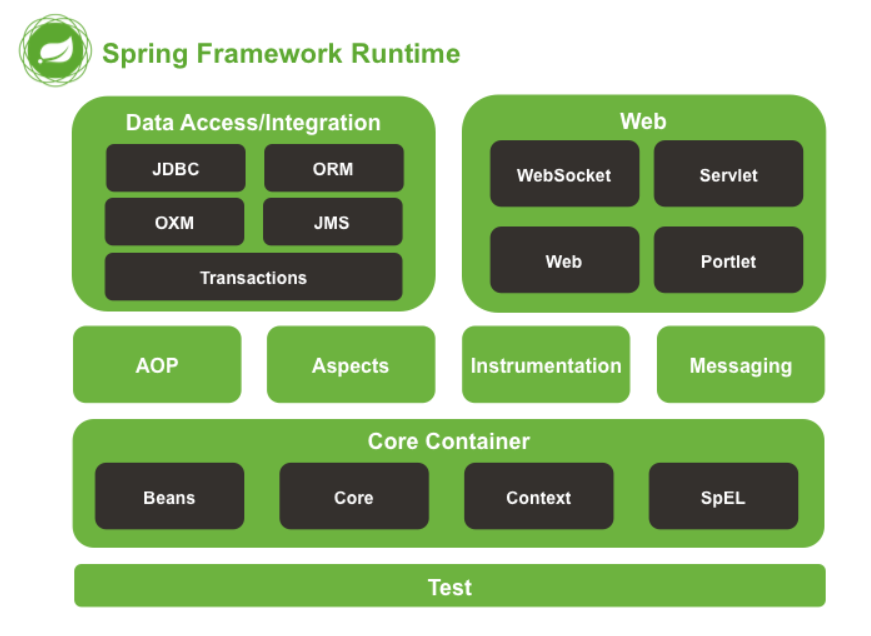 Spring Framework Runtime
Data Access/Integration
JDBC
ORM
OXM
JMS
Transactions
Web
WebSocket
Servlet
Web
Portlet
AOP
Aspects
Instrumentation
Messaging
Core Container
Beans
Core
Context
SpEL
Test